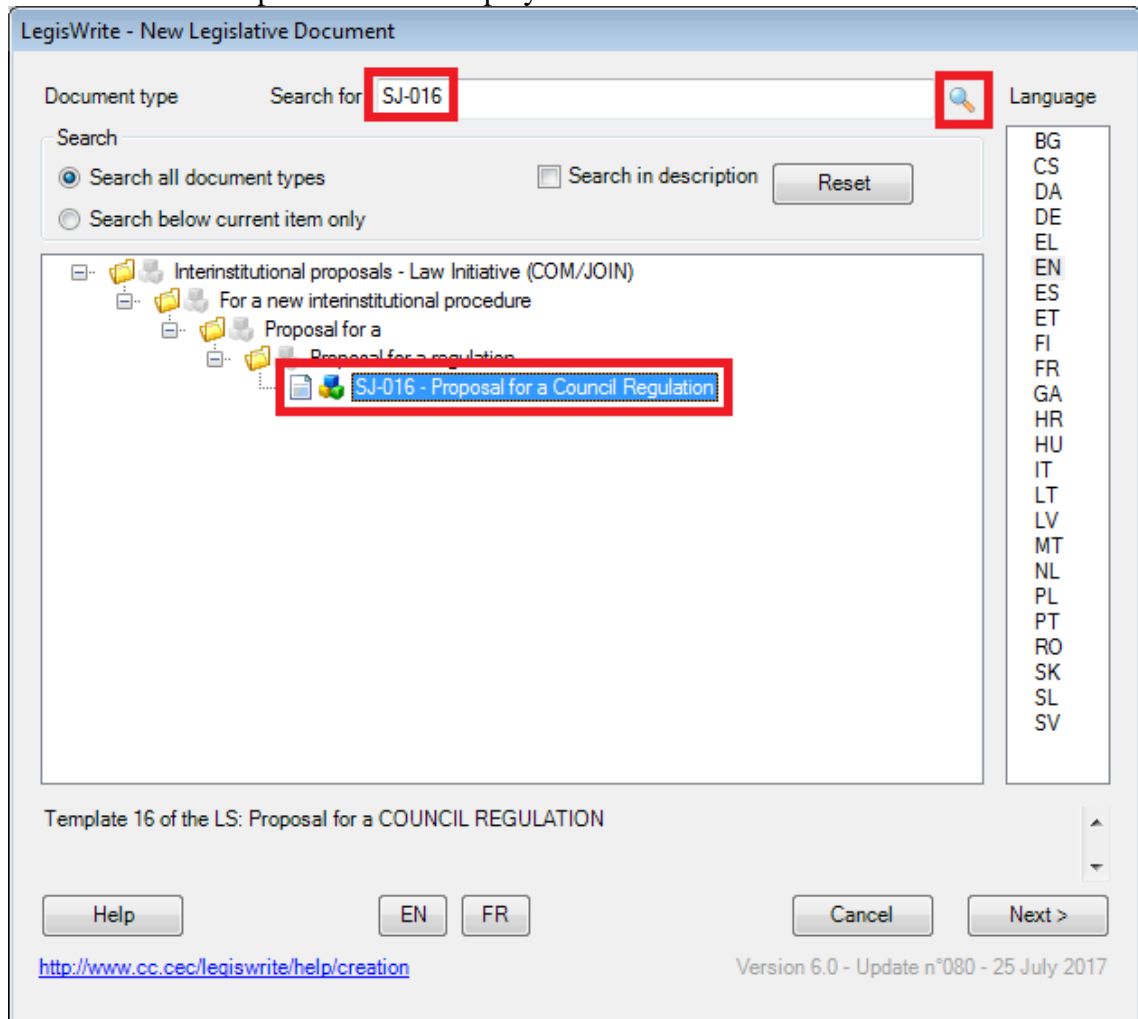 LegisWrite - New Legislative Document
Document type Search for SJ-016 Language
Search
Search all document types Search in description Reset
Search below current item only
Interinstitutional proposals - Law Initiative (COM/JOIN)
For a new interinstitutional procedure
Proposal for a
Proposal for a regulation
SJ-016 - Proposal for a Council Regulation
BG
CS
DA
DE
EL
EN
ES
ET
FI
FR
GA
HR
HU
IT
LT
LV
MT
NL
PL
PT
RO
SK
SL
SV
Template 16 of the LS: Proposal for a COUNCIL REGULATION
Help EN FR Cancel Next >
http://www.cc.cec/legiswrite/help/creation Version 6.0 - Update n°080 - 25 July 2017